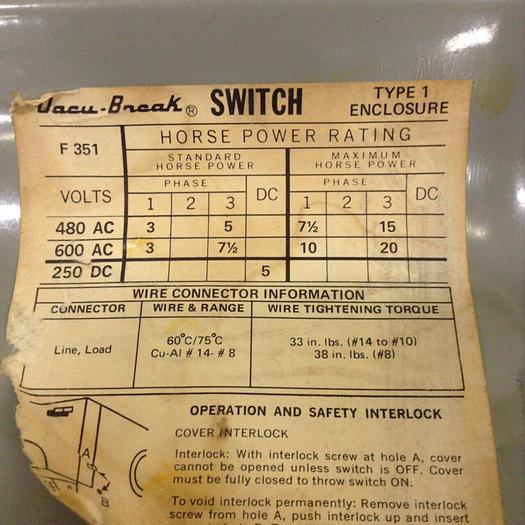 Vacu-Break® SWITCH TYPE 1 ENCLOSURE
F 351 HORSE POWER RATING
STANDARD HORSE POWER MAXIMUM HORSE POWER
VOLTS PHASE DC PHASE DC
1 2 3 1 2 3
480 AC 3 5 7½ 15
600 AC 3 7½ 10 20
250 DC 5
WIRE CONNECTOR INFORMATION
CONNECTOR WIRE & RANGE WIRE TIGHTENING TORQUE
Line, Load 60°C/75°C 33 in. lbs. (#14 to #10)
Cu-Al # 14- # 8 38 in. lbs. (#8)
OPERATION AND SAFETY INTERLOCK
COVER INTERLOCK
Interlock: With interlock screw at hole A, cover
cannot be opened unless switch is OFF. Cover
must be fully closed to throw switch ON.
To void interlock permanently: Remove interlock
screw from hole A, push interlock up and insert
A